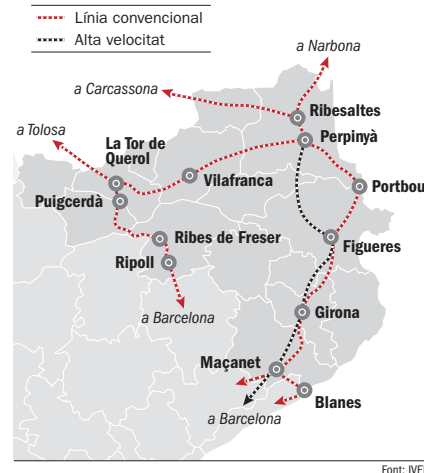 Línia convencional
Alta velocitat
a Narbona
a Carcassona
Ribesaltes
a Tolosa
Perpinyà
La Tor de
Querol
Vilafranca
Portbou
Puigcerdà
Ribes de Freser
Figueres
Ripoll
a Barcelona
Girona
Maçanet
Blanes
a Barcelona